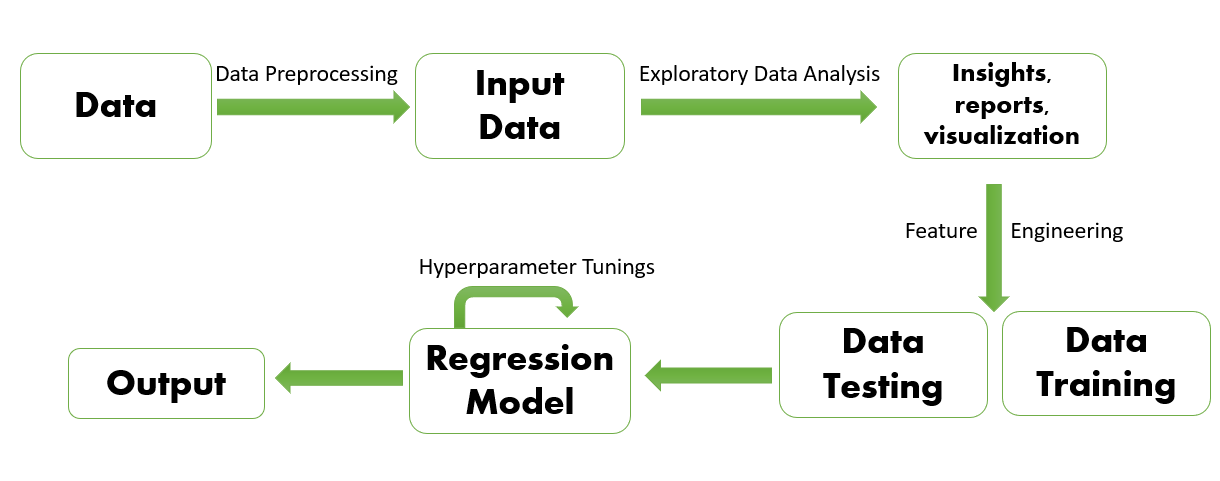 Data
Data Preprocessing
Input
Data
Exploratory Data Analysis
Insights,
reports,
visualization
Feature Engineering
Hyperparameter Tunings
Output
Regression
Model
Data
Testing
Data
Training